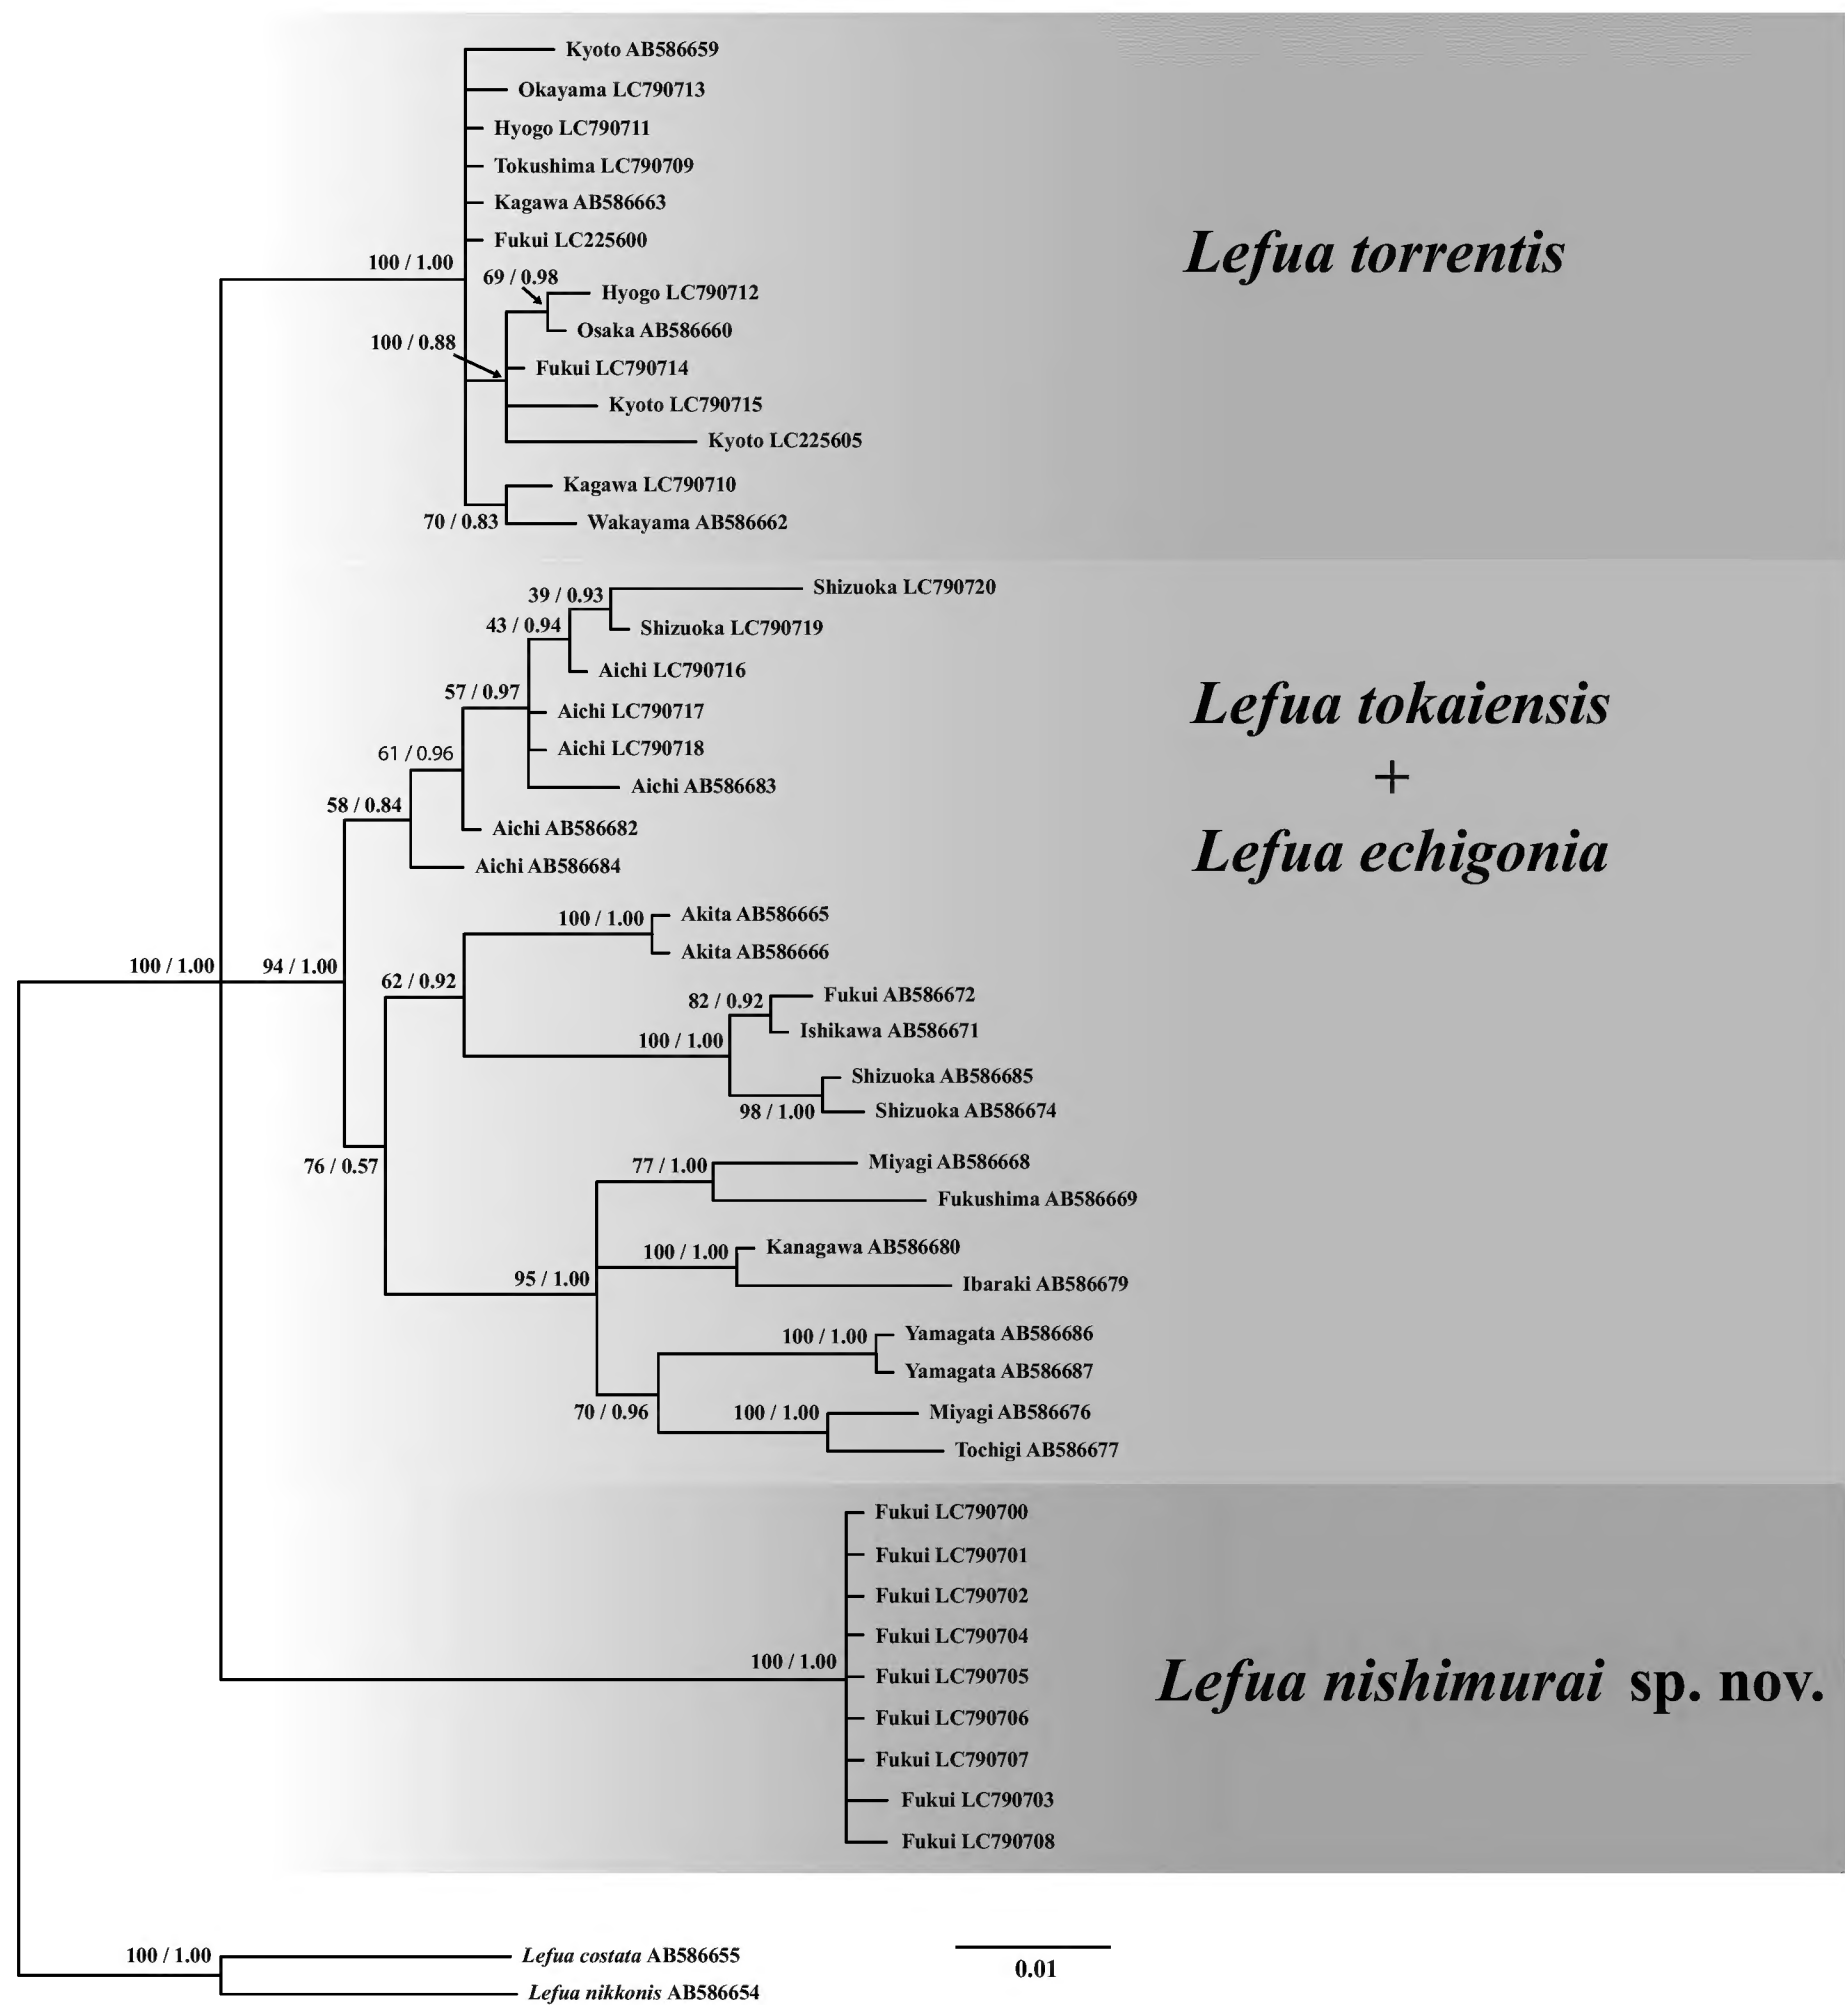 Kyoto AB586659
Okayama LC790713
Hyogo LC790711
Tokushima LC790709
Kagawa AB586663
Fukui LC225600
100 / 1.00
69 / 0.98
Hyogo LC790712
Osaka AB586660
100 / 0.88
Fukui LC790714
Kyoto LC790715
Kyoto LC225605
Kagawa LC790710
70 / 0.83
Wakayama AB586662
Lefua torrentis
39 / 0.93
Shizuoka LC790720
43 / 0.94
Shizuoka LC790719
Aichi LC790716
57 / 0.97
Aichi LC790717
Aichi LC790718
61 / 0.96
Aichi AB586683
58 / 0.84
Aichi AB586682
Aichi AB586684
Lefua tokaiensis
+
Lefua echigonia
100 / 1.00
Akita AB586665
Akita AB586666
100 / 1.00
94 / 1.00
62 / 0.92
82 / 0.92
Fukui AB586672
Ishikawa AB586671
100 / 1.00
Shizuoka AB586685
98 / 1.00
Shizuoka AB586674
76 / 0.57
77 / 1.00
Miyagi AB586668
Fukushima AB586669
100 / 1.00
Kanagawa AB586680
95 / 1.00
Ibaraki AB586679
100 / 1.00
Yamagata AB586686
Yamagata AB586687
70 / 0.96
100 / 1.00
Miyagi AB586676
Tochigi AB586677
Fukui LC790700
Fukui LC790701
Fukui LC790702
Fukui LC790704
100 / 1.00
Fukui LC790705
Fukui LC790706
Fukui LC790707
Fukui LC790703
Fukui LC790708
Lefua nishimurai sp. nov.
100 / 1.00
Lefua costata AB586655
Lefua nikkonis AB586654
0.01